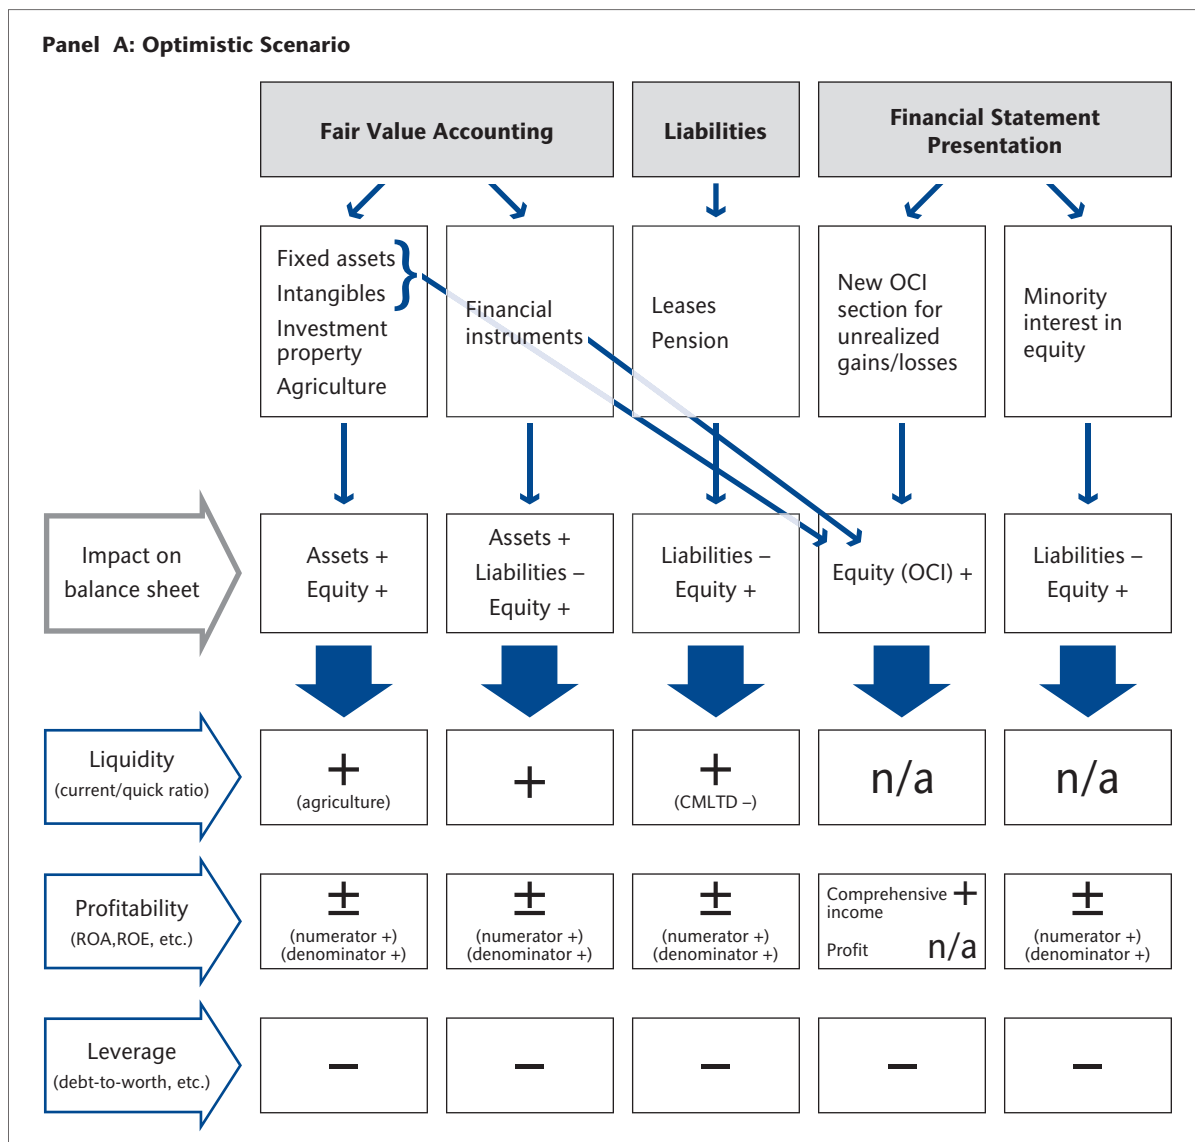 Panel A: Optimistic Scenario
Fair Value Accounting
Liabilities
Financial Statement
Presentation
Fixed assets
Intangibles
Investment
property
Agriculture
Financial
instruments
Leases
Pension
New OCI
section for
unrealized
gains/losses
Minority
interest in
equity
Impact on
balance sheet
Assets +
Equity +
Assets +
Liabilities –
Equity +
Liabilities –
Equity +
Equity (OCI) +
Liabilities –
Equity +
Liquidity
(current/quick ratio)
+
(agriculture)
+
+
(CMLTD –)
n/a
n/a
Profitability
(ROA,ROE, etc.)
±
(numerator +)
(denominator +)
±
(numerator +)
(denominator +)
±
(numerator +)
(denominator +)
Comprehensive +
income
Profit n/a
±
(numerator +)
(denominator +)
Leverage
(debt-to-worth, etc.)
–
–
–
–
–